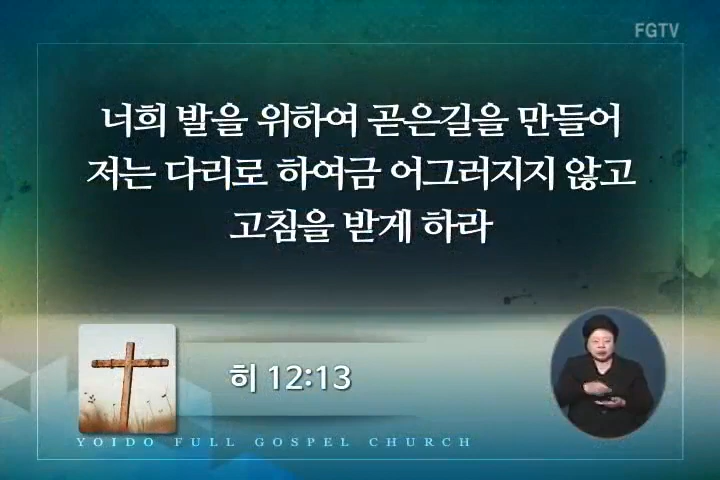 FGTV
너희 발을 위하여 곧은길을 만들어
저는 다리로 하여금 어그러지지 않고
고침을 받게 하라
히 12:13
YOIDO FULL GOSPEL CHURCH